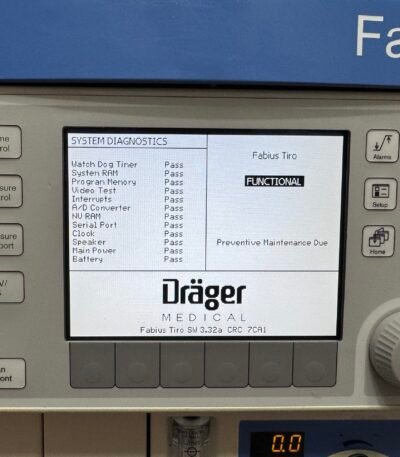 Fa
SYSTEM DIAGNOSTICS
Watch Dog Timer Pass
System RAM Pass
Program Memory Pass
Video Test Pass
Interrupts Pass
A/D Converter Pass
NV RAM Pass
Serial Port Pass
Clock Pass
Speaker Pass
Main Power Pass
Battery Pass
Fabius Tiro
FUNCTIONAL
Preventive Maintenance Due
Dräger
MEDICAL
Fabius Tiro SW 3.32a CRC 7CA1
me
rol
sure
rol
sure
port
V/
an
ont
Alarms
Setup
Home
0.0